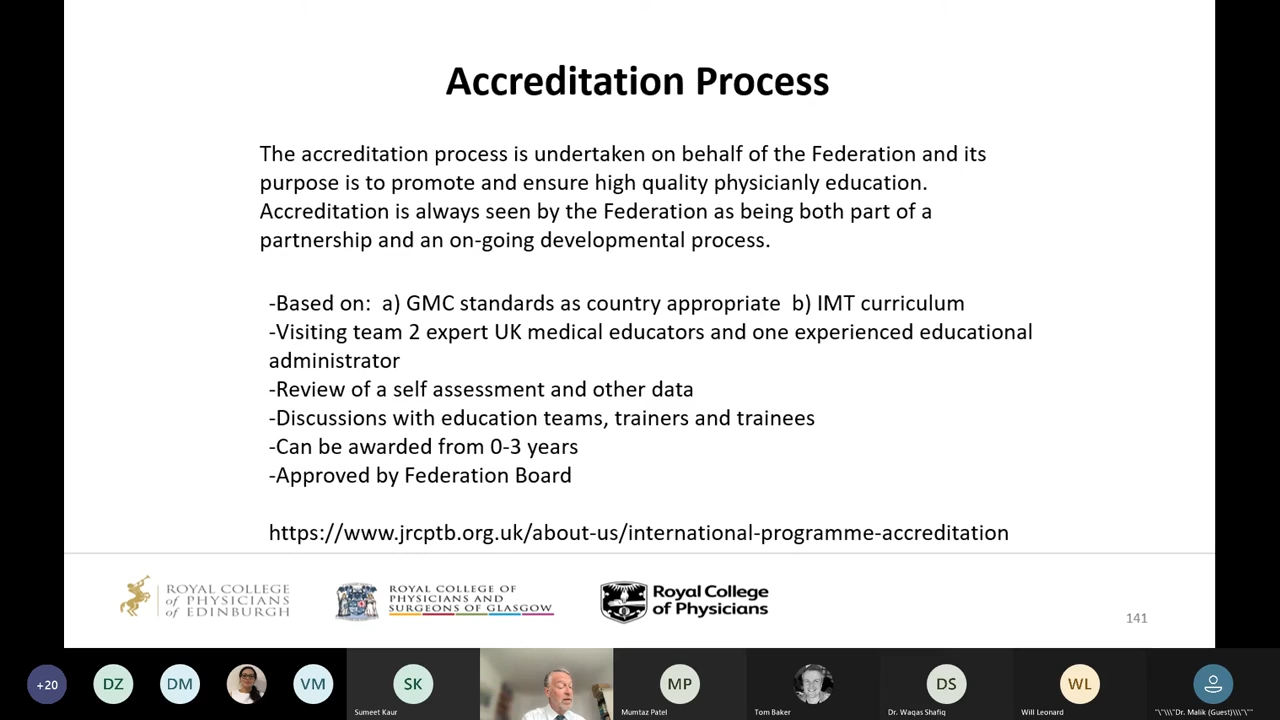 Accreditation Process
The accreditation process is undertaken on behalf of the Federation and its
purpose is to promote and ensure high quality physicianly education.
Accreditation is always seen by the Federation as being both part of a
partnership and an on-going developmental process.
-Based on:  a) GMC standards as country appropriate  b) IMT curriculum
-Visiting team 2 expert UK medical educators and one experienced educational
administrator
-Review of a self assessment and other data
-Discussions with education teams, trainers and trainees
-Can be awarded from 0-3 years
-Approved by Federation Board
https://www.jrcptb.org.uk/about-us/international-programme-accreditation
ROYAL COLLEGE
of PHYSICIANS
of EDINBURGH
ROYAL COLLEGE OF
PHYSICIANS AND
SURGEONS OF GLASGOW
Royal College
of Physicians
141
+20
DZ
DM
VM
SK
MP
DS
WL
Sumeet Kaur
Mumtaz Patel
Tom Baker
Dr. Waqas Shafiq
Will Leonard
"\"\\\"Dr. Malik (Guest)\\\\"\""